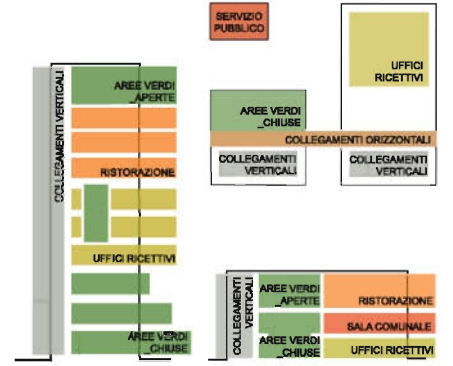 SERVIZIO
PUBBLICO
UFFICI
RICETTIVI
COLLEGAMENTI VERTICALI
AREE VERDI
_APERTE
AREE VERDI
_CHIUSE
COLLEGAMENTI ORIZZONTALI
COLLEGAMENTI
VERTICALI
COLLEGAMENTI
VERTICALI
RISTORAZIONE
UFFICI RICETTIVI
AREE VERDI
_CHIUSE
COLLEGAMENTI
VERTICALI
AREE VERDI
_APERTE
RISTORAZIONE
SALA COMUNALE
AREE VERDI
_CHIUSE
UFFICI RICETTIVI